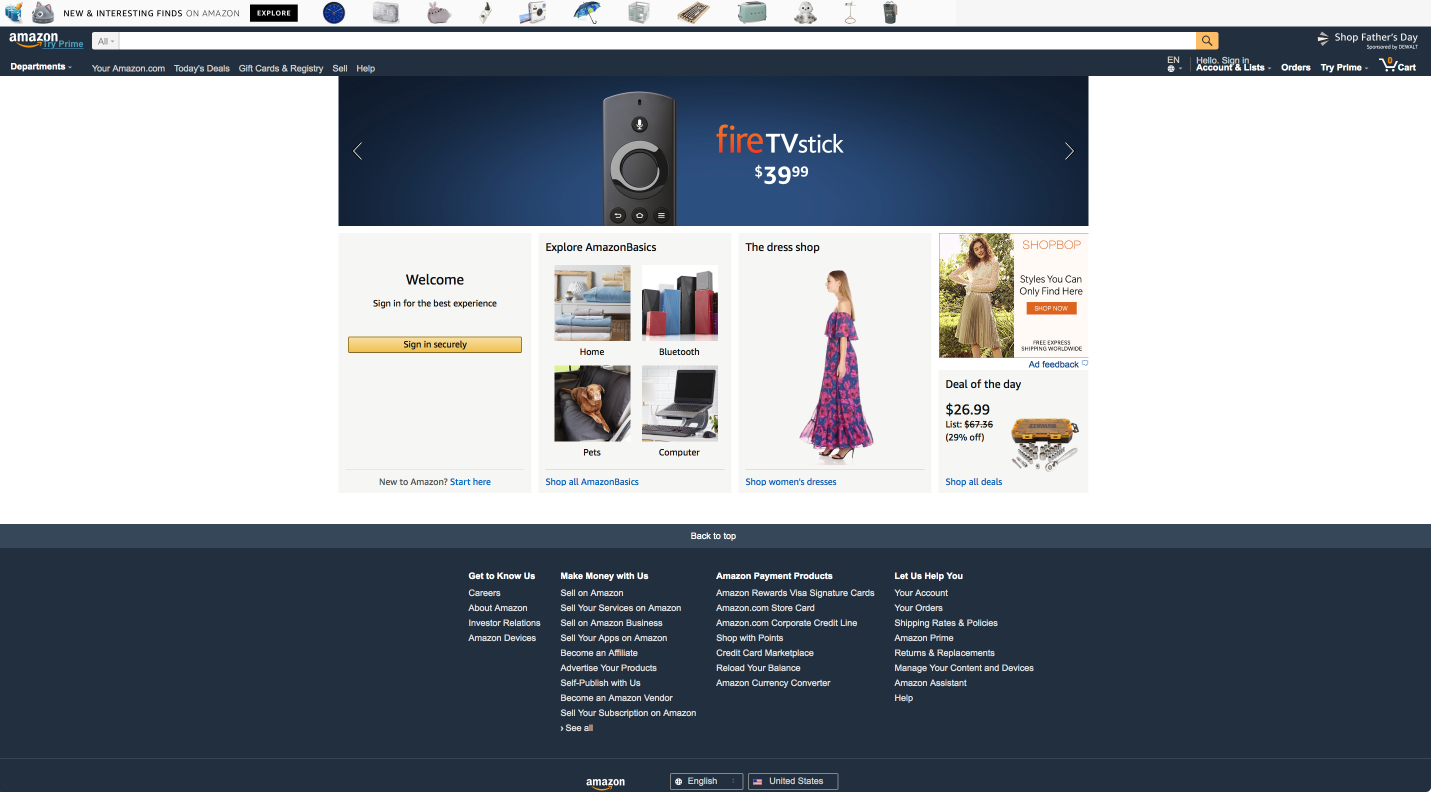 NEW & INTERESTING FINDS ON AMAZON EXPLORE
amazon
Try Prime
All
Shop Father's Day
Sponsored by DEWALT
Departments
Your Amazon.com Today's Deals Gift Cards & Registry Sell Help
EN
Hello. Sign in
Account & Lists Orders Try Prime 0 Cart
fireTVstick
$3999
Welcome
Sign in for the best experience
Sign in securely
New to Amazon? Start here
Explore AmazonBasics
Home Bluetooth
Pets Computer
Shop all AmazonBasics
The dress shop
Shop women's dresses
SHOPBOP
Styles You Can
Only Find Here
SHOP NOW
FREE EXPRESS
SHIPPING WORLDWIDE
Ad feedback
Deal of the day
$26.99
List: $67.36
(29% off)
Shop all deals
Back to top
Get to Know Us
Careers
About Amazon
Investor Relations
Amazon Devices
Make Money with Us
Sell on Amazon
Sell Your Services on Amazon
Sell on Amazon Business
Sell Your Apps on Amazon
Become an Affiliate
Advertise Your Products
Self-Publish with Us
Become an Amazon Vendor
Sell Your Subscription on Amazon
› See all
Amazon Payment Products
Amazon Rewards Visa Signature Cards
Amazon.com Store Card
Amazon.com Corporate Credit Line
Shop with Points
Credit Card Marketplace
Reload Your Balance
Amazon Currency Converter
Let Us Help You
Your Account
Your Orders
Shipping Rates & Policies
Amazon Prime
Returns & Replacements
Manage Your Content and Devices
Amazon Assistant
Help
amazon English United States